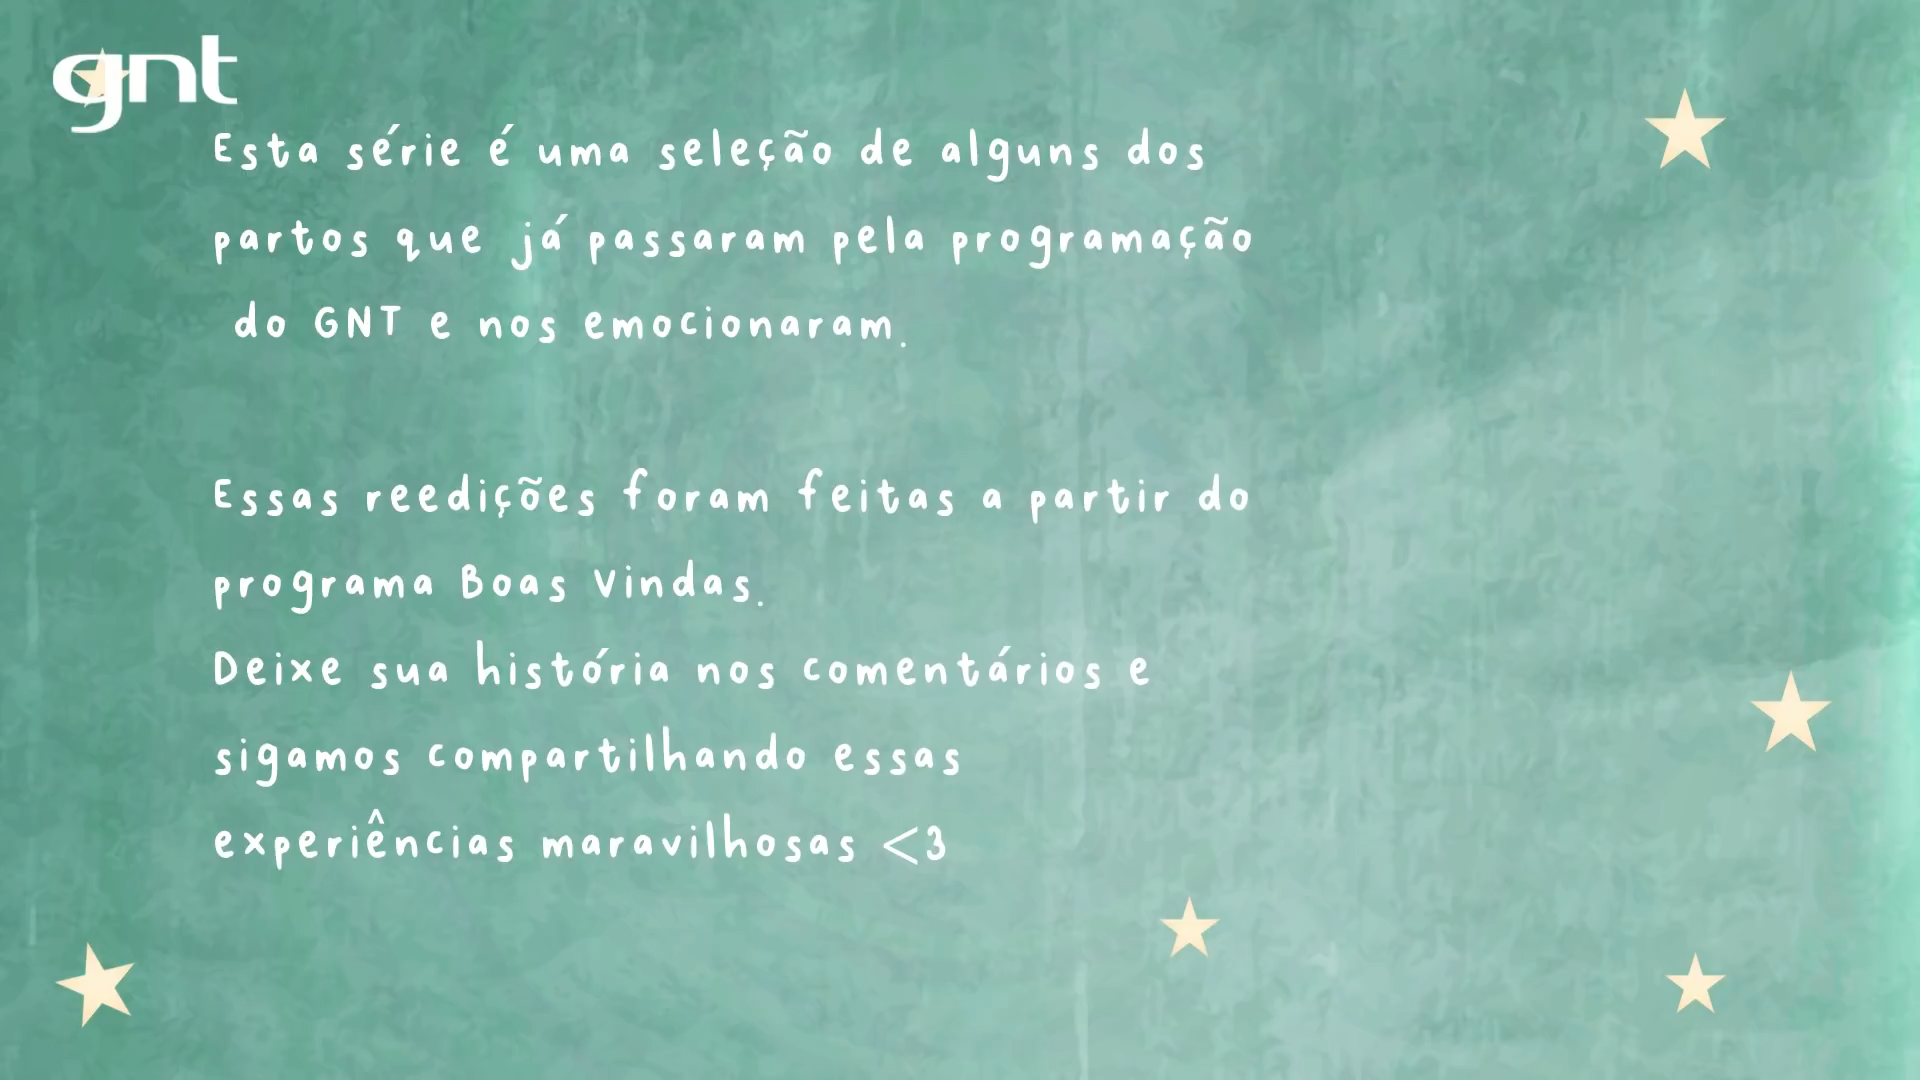 gnt
Esta série é uma seleção de alguns dos
partos que já passaram pela programação
do GNT e nos emocionaram.
Essas reedições foram feitas a partir do
programa Boas Vindas.
Deixe sua história nos comentários e
sigamos compartilhando essas
experiências maravilhosas <3